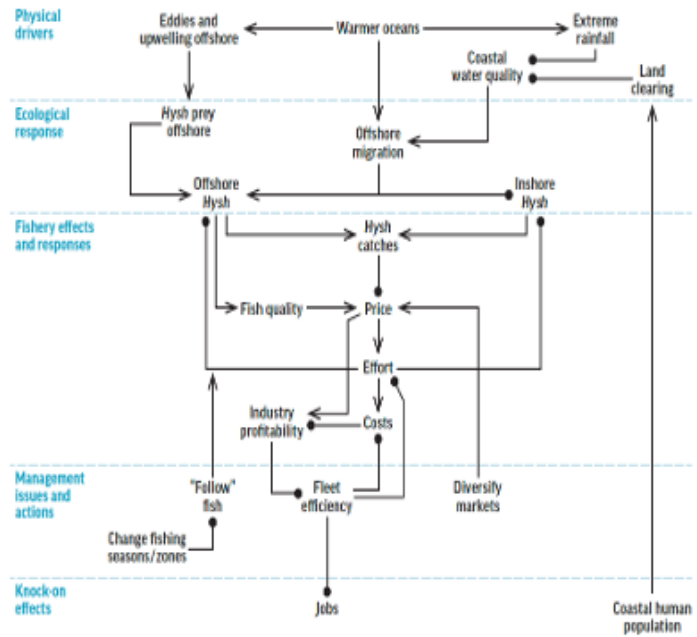 Physical
drivers
Eddies and
upwelling offshore
Warmer oceans
Extreme
rainfall
Coastal
water quality
Land
clearing
Ecological
response
Hysh prey
offshore
Offshore
migration
Offshore
Hysh
Inshore
Hysh
Fishery effects
and responses
Hysh
catches
Fish quality
Price
Effort
Industry
profitability
Costs
Management
issues and
actions
"Follow"
fish
Fleet
efficiency
Diversify
markets
Change fishing
seasons/zones
Knock-on
effects
Jobs
Coastal human
population